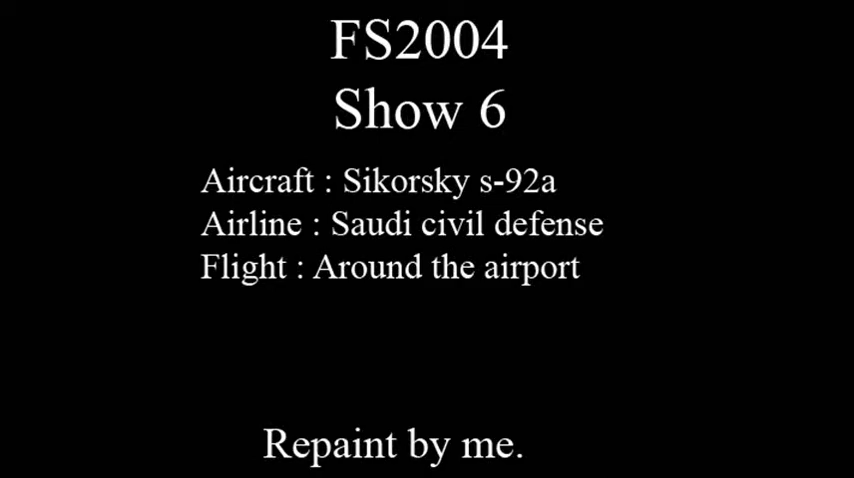 FS2004
Show 6
Aircraft : Sikorsky s-92a
Airline : Saudi civil defense
Flight : Around the airport
Repaint by me.